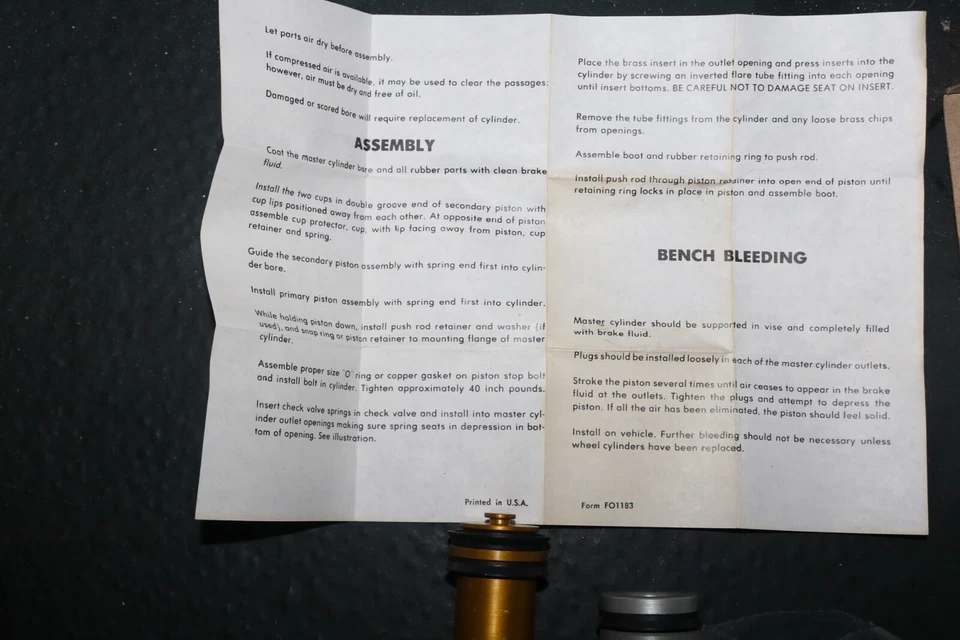 Let parts air dry before assembly.
If compressed air is available, it may be used to clear the passages;
however, air must be dry and free of oil.
Damaged or scored bore will require replacement of cylinder.
ASSEMBLY
Coat the master cylinder bore and all rubber parts with clean brake
fluid.
Install the two cups in double groove end of secondary piston with
cup lips positioned away from each other. At opposite end of piston
assemble cup protector, cup, with lip facing away from piston, cup
retainer and spring.
Guide the secondary piston assembly with spring end first into cylin-
der bore.
Install primary piston assembly with spring end first into cylinder.
While holding piston down, install push rod retainer and washer (if
used), and snap ring or piston retainer to mounting flange of master
cylinder.
Assemble proper size "O" ring or copper gasket on piston stop bolt
and install bolt in cylinder. Tighten approximately 40 inch pounds.
Insert check valve springs in check valve and install into master cyl-
inder outlet openings making sure spring seats in depression in bot-
tom of opening. See illustration.
Printed in U.S.A.
Place the brass insert in the outlet opening and press inserts into the
cylinder by screwing an inverted flare tube fitting into each opening
until insert bottoms. BE CAREFUL NOT TO DAMAGE SEAT ON INSERT.
Remove the tube fittings from the cylinder and any loose brass chips
from openings.
Assemble boot and rubber retaining ring to push rod.
Install push rod through piston retainer into open end of piston until
retaining ring locks in place in piston and assemble boot.
BENCH BLEEDING
Master cylinder should be supported in vise and completely filled
with brake fluid.
Plugs should be installed loosely in each of the master cylinder outlets.
Stroke the piston several times until air ceases to appear in the brake
fluid at the outlets. Tighten the plugs and attempt to depress the
piston. If all the air has been eliminated, the piston should feel solid.
Install on vehicle. Further bleeding should not be necessary unless
wheel cylinders have been replaced.
Form FO1183